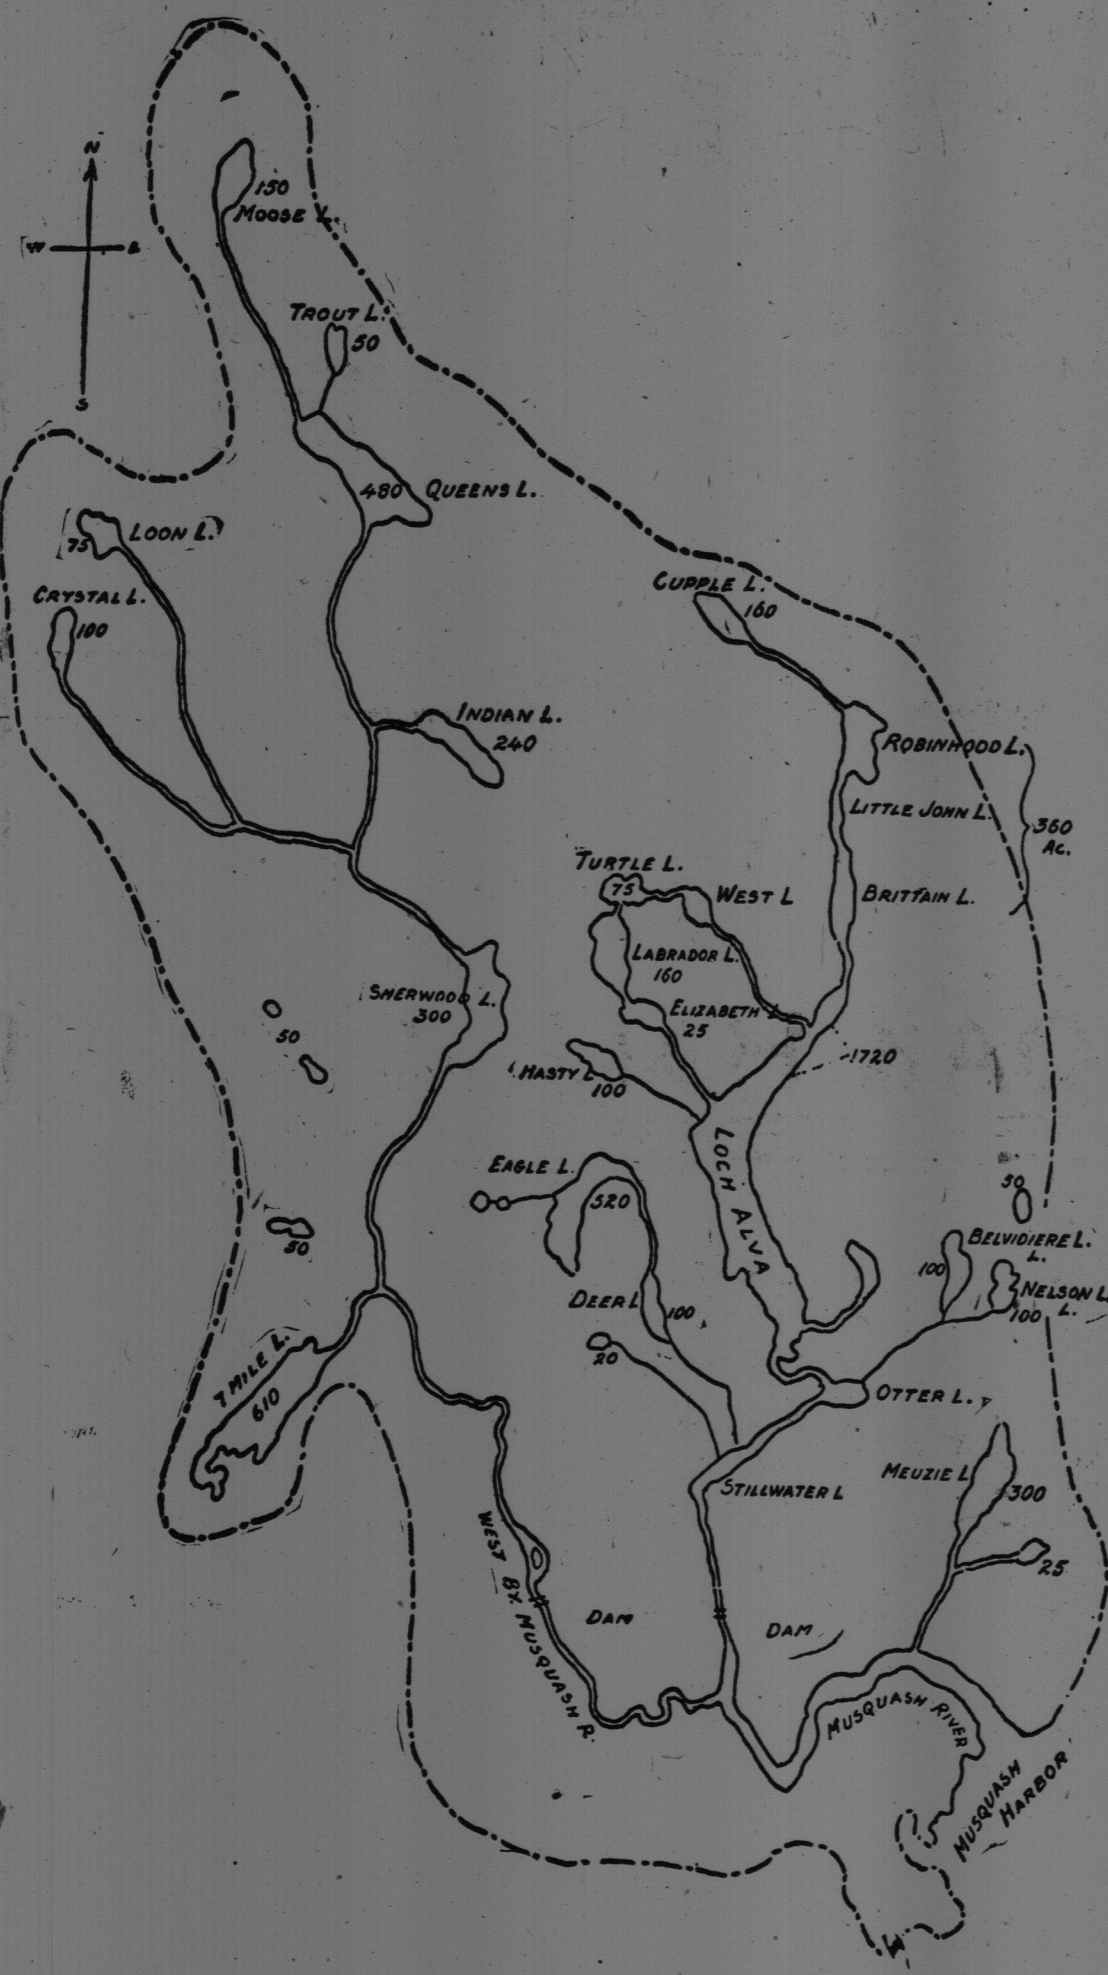 N
W E
S
150
MOOSE L.
TROUT L.
50
480 QUEENS L.
75 LOON L.
CRYSTAL L.
100
CUPPLE L.
160
INDIAN L.
240
ROBINHOOD L.
LITTLE JOHN L.
360
AC.
BRITTAIN L.
TURTLE L.
75
WEST L
LABRADOR L.
160
SHERWOOD L.
300
ELIZABETH L
25
50
HASTY L
100
1720
LOCH ALVA
EAGLE L.
520
50
BELVIDIERE L.
L.
100
NELSON L.
100 L.
50
DEER L
100
20
7 MILE L.
610
OTTER L.
STILLWATER L
MEUZIE L
300
25
WEST BY. MUSQUASH R.
DAM
DAM
MUSQUASH RIVER
MUSQUASH
HARBOR